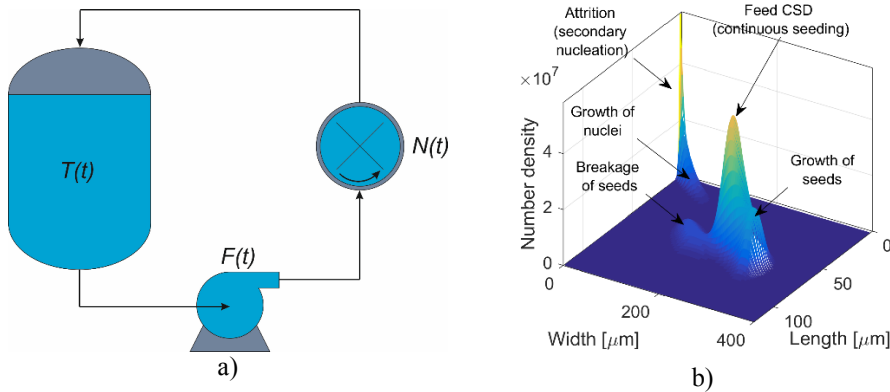 T(t)
N(t)
F(t)
a)
Attrition
(secondary
nucleation)
Feed CSD
(continuous seeding)
×10⁷
Growth of
nuclei
Breakage
of seeds
Growth of
seeds
Number density
4
2
0
0
200
400
Width [μm]
0
50
100
Length [μm]
b)